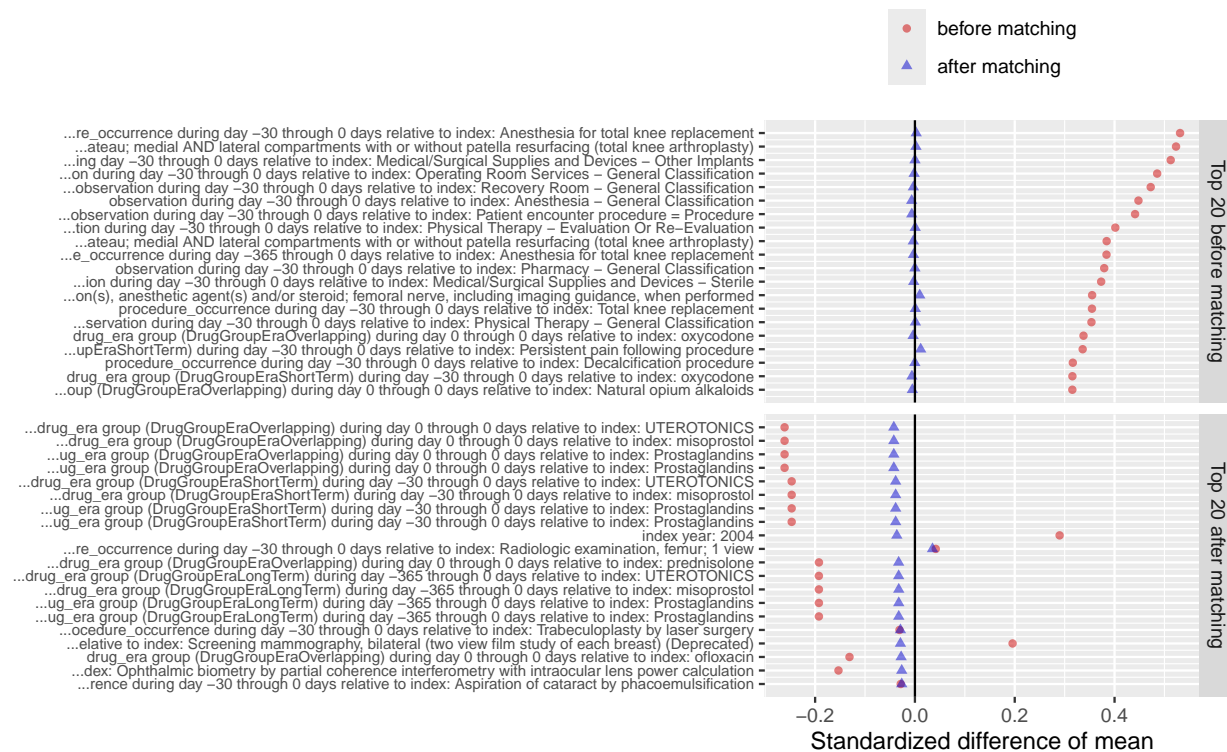 before matching
after matching
...re_occurrence during day −30 through 0 days relative to index: Anesthesia for total knee replacement
...ateau; medial AND lateral compartments with or without patella resurfacing (total knee arthroplasty)
...ing day −30 through 0 days relative to index: Medical/Surgical Supplies and Devices − Other Implants
...on during day −30 through 0 days relative to index: Operating Room Services − General Classification
...observation during day −30 through 0 days relative to index: Recovery Room − General Classification
observation during day −30 through 0 days relative to index: Anesthesia − General Classification
...observation during day −30 through 0 days relative to index: Patient encounter procedure = Procedure
...tion during day −30 through 0 days relative to index: Physical Therapy − Evaluation Or Re−Evaluation
...ateau; medial AND lateral compartments with or without patella resurfacing (total knee arthroplasty)
...e_occurrence during day −365 through 0 days relative to index: Anesthesia for total knee replacement
observation during day −30 through 0 days relative to index: Pharmacy − General Classification
...ion during day −30 through 0 days relative to index: Medical/Surgical Supplies and Devices − Sterile
...on(s), anesthetic agent(s) and/or steroid; femoral nerve, including imaging guidance, when performed
procedure_occurrence during day −30 through 0 days relative to index: Total knee replacement
...servation during day −30 through 0 days relative to index: Physical Therapy − General Classification
drug_era group (DrugGroupEraOverlapping) during day 0 through 0 days relative to index: oxycodone
...upEraShortTerm) during day −30 through 0 days relative to index: Persistent pain following procedure
procedure_occurrence during day −30 through 0 days relative to index: Decalcification procedure
drug_era group (DrugGroupEraShortTerm) during day −30 through 0 days relative to index: oxycodone
...oup (DrugGroupEraOverlapping) during day 0 through 0 days relative to index: Natural opium alkaloids
Top 20 before matching
...drug_era group (DrugGroupEraOverlapping) during day 0 through 0 days relative to index: UTEROTONICS
...drug_era group (DrugGroupEraOverlapping) during day 0 through 0 days relative to index: misoprostol
...ug_era group (DrugGroupEraOverlapping) during day 0 through 0 days relative to index: Prostaglandins
...ug_era group (DrugGroupEraOverlapping) during day 0 through 0 days relative to index: Prostaglandins
...drug_era group (DrugGroupEraShortTerm) during day −30 through 0 days relative to index: UTEROTONICS
...drug_era group (DrugGroupEraShortTerm) during day −30 through 0 days relative to index: misoprostol
...ug_era group (DrugGroupEraShortTerm) during day −30 through 0 days relative to index: Prostaglandins
...ug_era group (DrugGroupEraShortTerm) during day −30 through 0 days relative to index: Prostaglandins
index year: 2004
...re_occurrence during day −30 through 0 days relative to index: Radiologic examination, femur; 1 view
...drug_era group (DrugGroupEraOverlapping) during day 0 through 0 days relative to index: prednisolone
...drug_era group (DrugGroupEraLongTerm) during day −365 through 0 days relative to index: UTEROTONICS
...drug_era group (DrugGroupEraLongTerm) during day −365 through 0 days relative to index: misoprostol
...ug_era group (DrugGroupEraLongTerm) during day −365 through 0 days relative to index: Prostaglandins
...ug_era group (DrugGroupEraLongTerm) during day −365 through 0 days relative to index: Prostaglandins
...ocedure_occurrence during day −30 through 0 days relative to index: Trabeculoplasty by laser surgery
...elative to index: Screening mammography, bilateral (two view film study of each breast) (Deprecated)
drug_era group (DrugGroupEraOverlapping) during day 0 through 0 days relative to index: ofloxacin
...dex: Ophthalmic biometry by partial coherence interferometry with intraocular lens power calculation
...rence during day −30 through 0 days relative to index: Aspiration of cataract by phacoemulsification
Top 20 after matching
−0.2 0.0 0.2 0.4
Standardized difference of mean